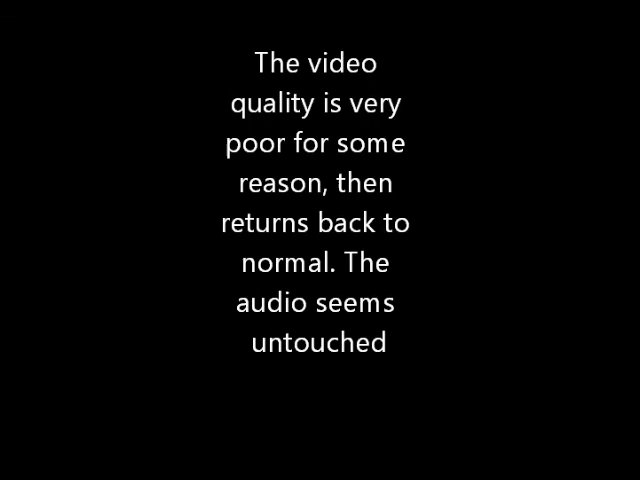 The video
quality is very
poor for some
reason, then
returns back to
normal. The
audio seems
untouched